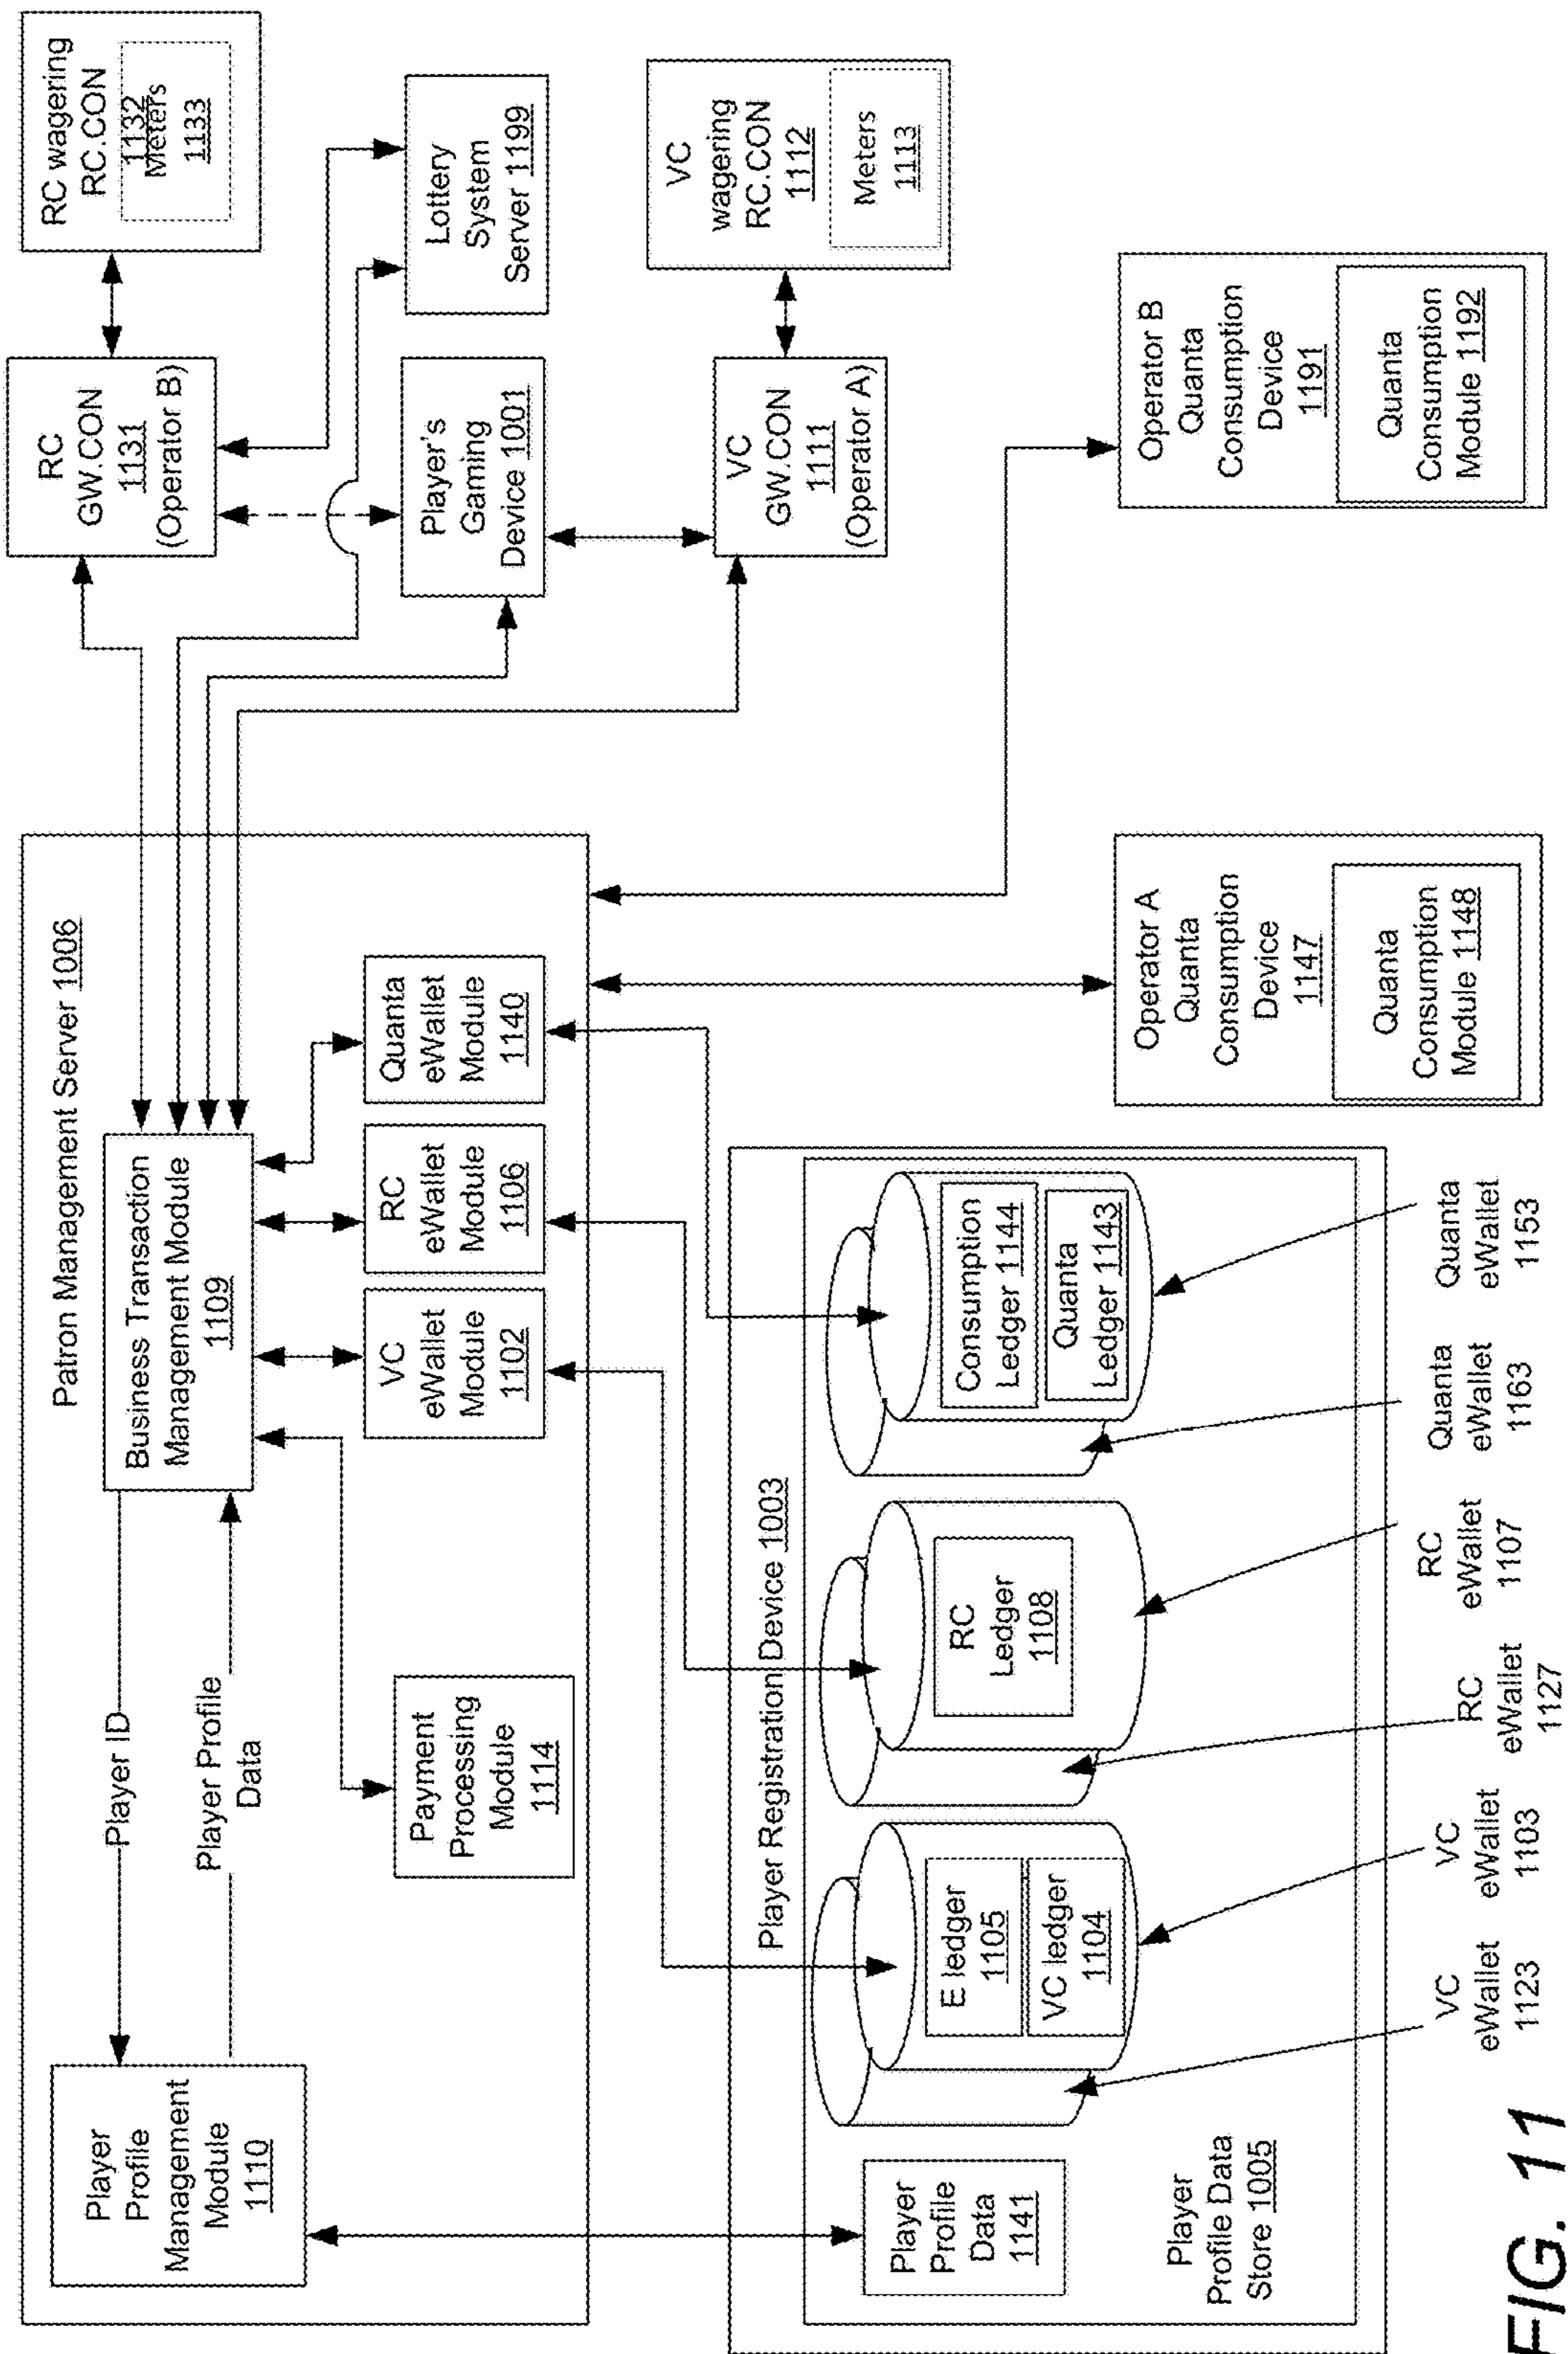 Patron Management Server 1006
Player
Profile
Management
Module
1110
Player ID
Player Profile
Data
Business Transaction
Management Module
1109
Payment
Processing
Module
1114
VC
eWallet
Module
1102
RC
eWallet
Module
1106
Quanta
eWallet
Module
1140
RC
GW.CON
1131
(Operator B)
RC wagering
RC.CON
1132
Meters
1133
Player's
Gaming
Device 1001
Lottery
System
Server 1199
VC
GW.CON
1111
(Operator A)
VC
wagering
RC.CON
1112
Meters
1113
Player Registration Device 1003
Player
Profile
Data
1141
Player
Profile Data
Store 1005
E ledger
1105
VC ledger
1104
RC
Ledger
1108
Consumption
Ledger 1144
Quanta
Ledger 1143
Operator A
Quanta
Consumption
Device
1147
Quanta
Consumption
Module 1148
Operator B
Quanta
Consumption
Device
1191
Quanta
Consumption
Module 1192
VC
eWallet
1123
VC
eWallet
1103
RC
eWallet
1127
RC
eWallet
1107
Quanta
eWallet
1163
Quanta
eWallet
1153
FIG. 11